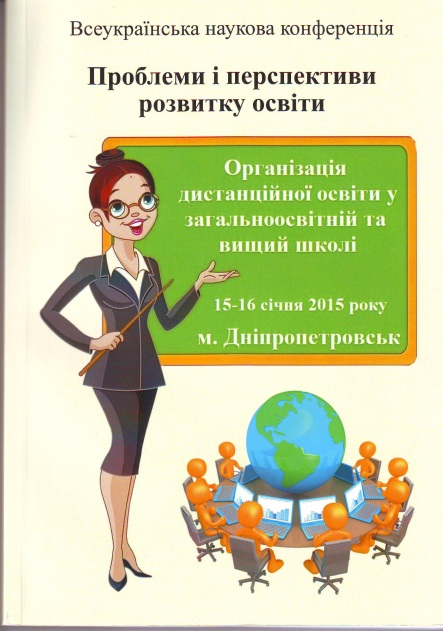 Всеукраїнська наукова конференція
Проблеми і перспективи
розвитку освіти
Організація
дистанційної освіти у
загальноосвітній та
вищий школі
15-16 січня 2015 року
м. Дніпропетровськ